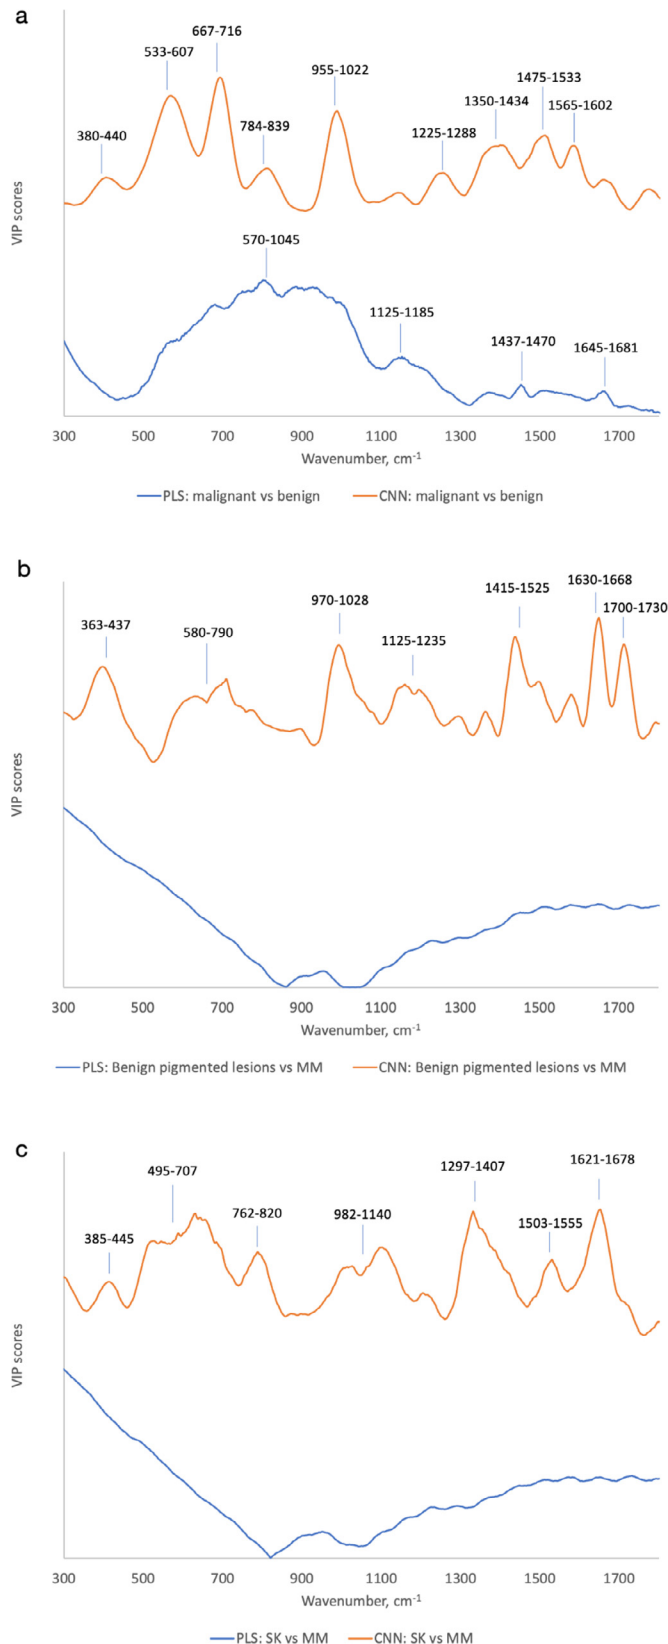 a
667-716
533-607
955-1022
1475-1533
1350-1434
1565-1602
784-839
380-440
1225-1288
VIP scores
570-1045
1125-1185
1437-1470
1645-1681
300 500 700 900 1100 1300 1500 1700
Wavenumber, cm⁻¹
PLS: malignant vs benign CNN: malignant vs benign
b
1630-1668
1415-1525
970-1028
1700-1730
363-437
580-790
1125-1235
VIP scores
300 500 700 900 1100 1300 1500 1700
Wavenumber, cm⁻¹
PLS: Benign pigmented lesions vs MM CNN: Benign pigmented lesions vs MM
c
1621-1678
1297-1407
495-707
762-820
982-1140
1503-1555
385-445
VIP scores
300 500 700 900 1100 1300 1500 1700
Wavenumber, cm⁻¹
PLS: SK vs MM CNN: SK vs MM